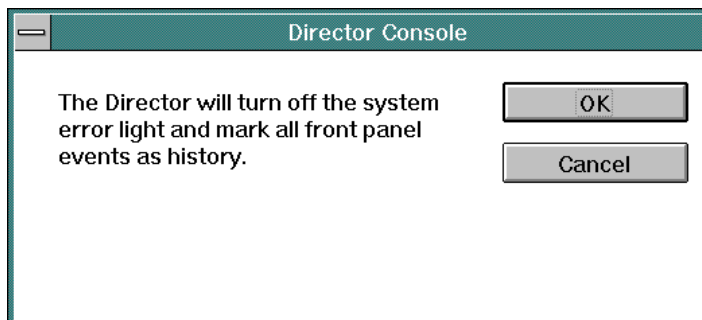 Director Console
The Director will turn off the system
error light and mark all front panel
events as history.
OK
Cancel